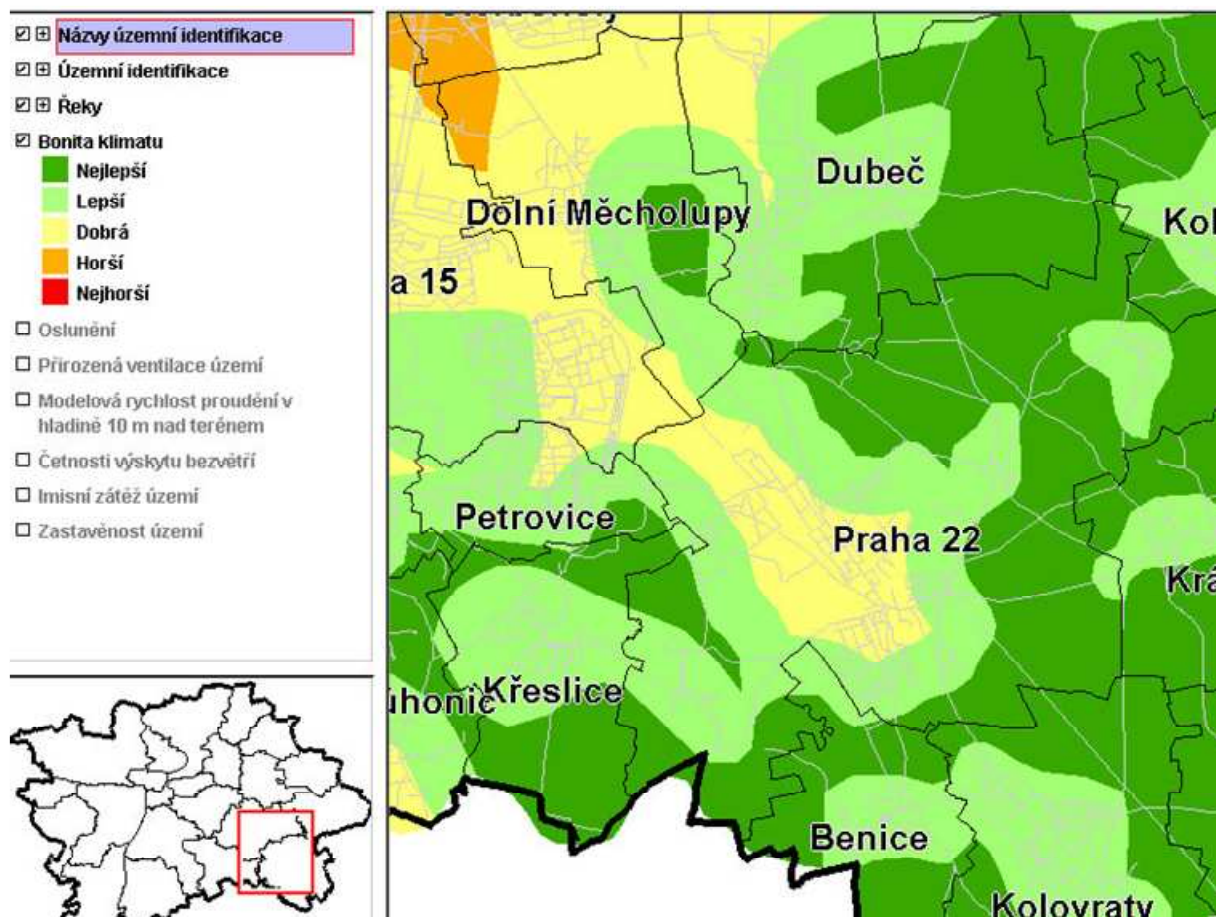 Názvy územní identifikace
Územní identifikace
Řeky
Bonita klimatu
Nejlepší
Lepší
Dobrá
Horší
Nejhorší
Oslunění
Přirozená ventilace území
Modelová rychlost proudění v
hladině 10 m nad terénem
Četnosti výskytu bezvětří
Imisní zátěž území
Zastavěnost území
Dubeč
Dolní Měcholupy
Kol
a 15
Petrovice
Praha 22
Krá
Křeslice
Benice
Kolovraty